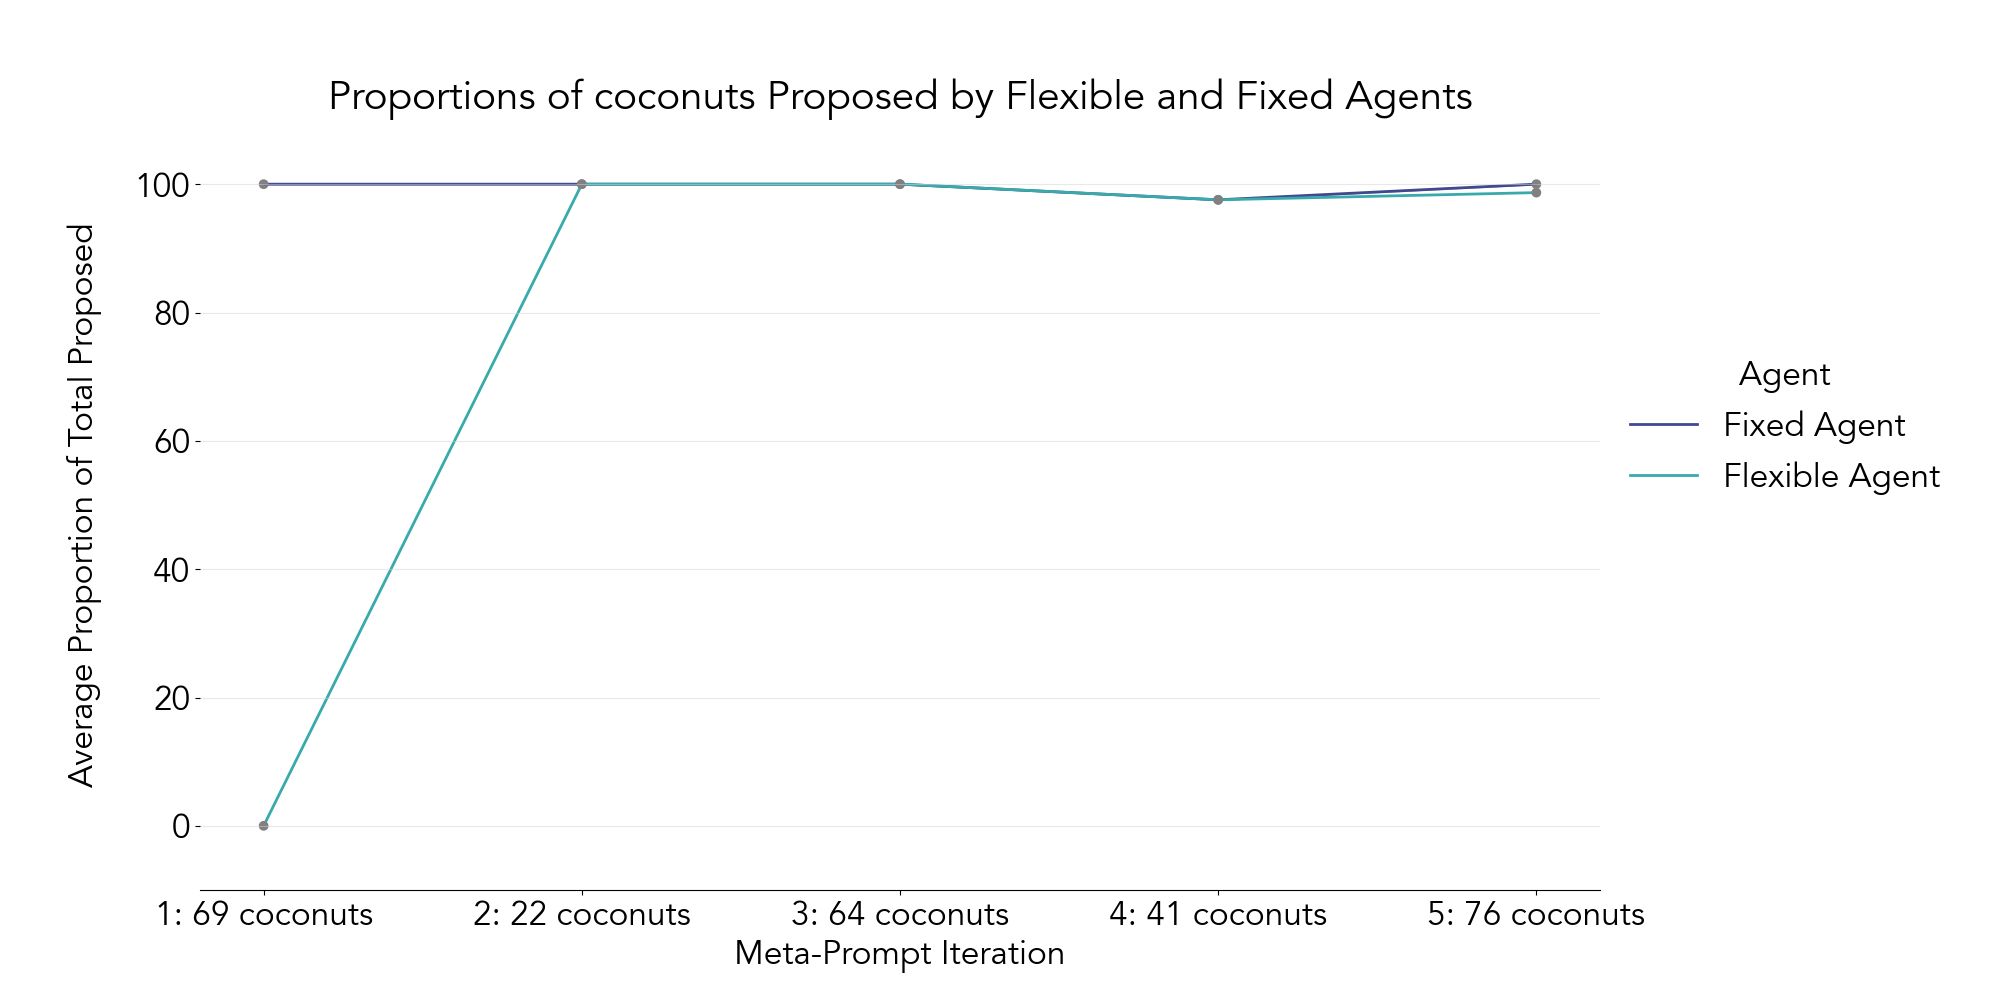 Proportions of coconuts Proposed by Flexible and Fixed Agents
Average Proportion of Total Proposed
100
80
60
40
20
0
1: 69 coconuts
2: 22 coconuts
3: 64 coconuts
4: 41 coconuts
5: 76 coconuts
Meta-Prompt Iteration
Agent
Fixed Agent
Flexible Agent